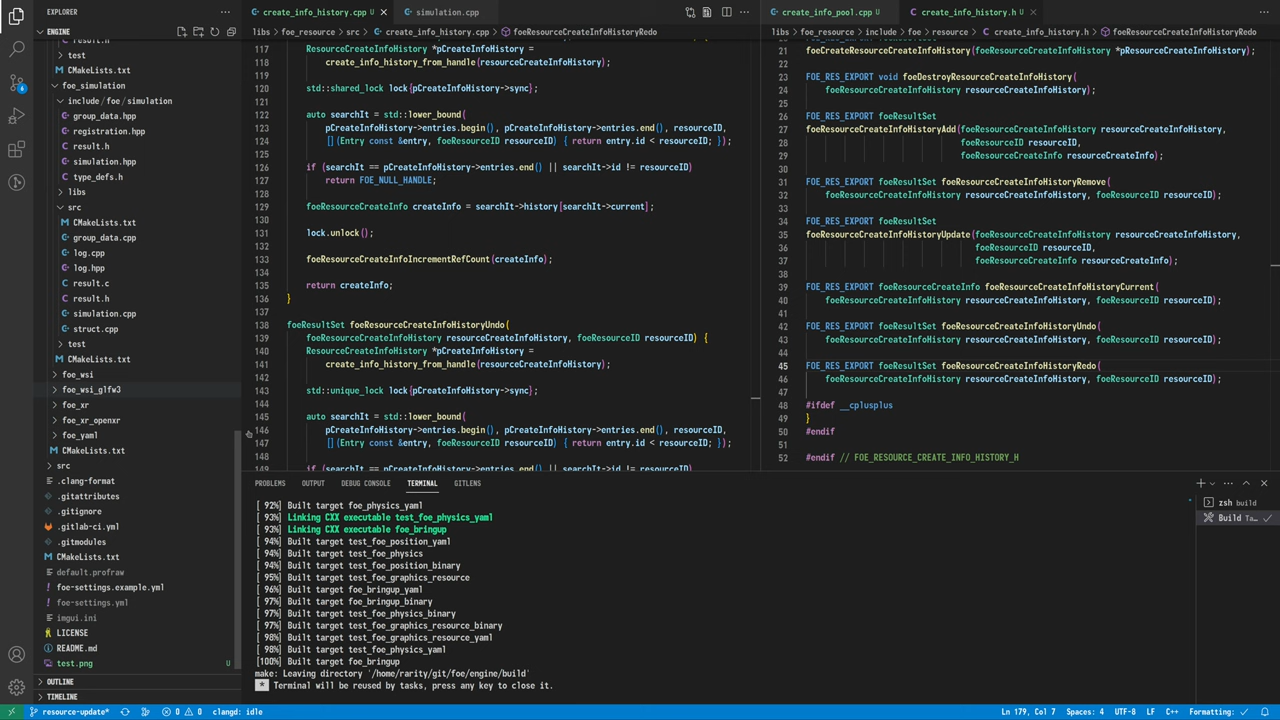 EXPLORER
ENGINE
result.h
test
CMakeLists.txt
foe_simulation
include / foe / simulation
group_data.hpp
registration.hpp
result.h
simulation.hpp
type_defs.h
libs
src
CMakeLists.txt
group_data.cpp
log.cpp
log.hpp
result.c
result.h
simulation.cpp
struct.cpp
test
CMakeLists.txt
foe_wsi
foe_wsi_glfw3
foe_xr
foe_xr_openxr
foe_yaml
CMakeLists.txt
src
.clang-format
.gitattributes
.gitignore
.gitlab-ci.yml
.gitmodules
CMakeLists.txt
default.profraw
foe-settings.example.yml
foe-settings.yml
imgui.ini
LICENSE
README.md
test.png U
OUTLINE
TIMELINE
create_info_history.cpp U
simulation.cpp
libs > foe_resource > src > create_info_history.cpp > foeResourceCreateInfoHistoryRedo
117 ResourceCreateInfoHistory *pCreateInfoHistory =
118 create_info_history_from_handle(resourceCreateInfoHistory);
119
120 std::shared_lock lock{pCreateInfoHistory->sync};
121
122 auto searchIt = std::lower_bound(
123 pCreateInfoHistory->entries.begin(), pCreateInfoHistory->entries.end(), resourceID,
124 [](Entry const &entry, foeResourceID resourceID) { return entry.id < resourceID; });
125
126 if (searchIt == pCreateInfoHistory->entries.end() || searchIt->id != resourceID)
127 return FOE_NULL_HANDLE;
128
129 foeResourceCreateInfo createInfo = searchIt->history[searchIt->current];
130
131 lock.unlock();
132
133 foeResourceCreateInfoIncrementRefCount(createInfo);
134
135 return createInfo;
136 }
137
138 foeResultSet foeResourceCreateInfoHistoryUndo(
139 foeResourceCreateInfoHistory resourceCreateInfoHistory, foeResourceID resourceID) {
140 ResourceCreateInfoHistory *pCreateInfoHistory =
141 create_info_history_from_handle(resourceCreateInfoHistory);
142
143 std::unique_lock lock{pCreateInfoHistory->sync};
144
145 auto searchIt = std::lower_bound(
146 pCreateInfoHistory->entries.begin(), pCreateInfoHistory->entries.end(), resourceID,
147 [](Entry const &entry, foeResourceID resourceID) { return entry.id < resourceID; });
148
149 if (searchIt == pCreateInfoHistory->entries.end() || searchIt->id != resourceID)
create_info_pool.cpp U
create_info_history.h U
libs > foe_resource > include > foe > resource > create_info_history.h > foeResourceCreateInfoHistoryRedo
20 FOE_RES_EXPORT foeResultSet
21 foeCreateResourceCreateInfoHistory(foeResourceCreateInfoHistory *pResourceCreateInfoHistory);
22
23 FOE_RES_EXPORT void foeDestroyResourceCreateInfoHistory(
24 foeResourceCreateInfoHistory resourceCreateInfoHistory);
25
26 FOE_RES_EXPORT foeResultSet
27 foeResourceCreateInfoHistoryAdd(foeResourceCreateInfoHistory resourceCreateInfoHistory,
28 foeResourceID resourceID,
29 foeResourceCreateInfo resourceCreateInfo);
30
31 FOE_RES_EXPORT foeResultSet foeResourceCreateInfoHistoryRemove(
32 foeResourceCreateInfoHistory resourceCreateInfoHistory, foeResourceID resourceID);
33
34 FOE_RES_EXPORT foeResultSet
35 foeResourceCreateInfoHistoryUpdate(foeResourceCreateInfoHistory resourceCreateInfoHistory,
36 foeResourceID resourceID,
37 foeResourceCreateInfo resourceCreateInfo);
38
39 FOE_RES_EXPORT foeResourceCreateInfo foeResourceCreateInfoHistoryCurrent(
40 foeResourceCreateInfoHistory resourceCreateInfoHistory, foeResourceID resourceID);
41
42 FOE_RES_EXPORT foeResultSet foeResourceCreateInfoHistoryUndo(
43 foeResourceCreateInfoHistory resourceCreateInfoHistory, foeResourceID resourceID);
44
45 FOE_RES_EXPORT foeResultSet foeResourceCreateInfoHistoryRedo(
46 foeResourceCreateInfoHistory resourceCreateInfoHistory, foeResourceID resourceID);
47
48 #ifdef __cplusplus
49 }
50 #endif
51
52 #endif // FOE_RESOURCE_CREATE_INFO_HISTORY_H
PROBLEMS OUTPUT DEBUG CONSOLE TERMINAL GITLENS
[ 92%] Built target foe_physics_yaml
[ 93%] Linking CXX executable test_foe_physics_yaml
[ 93%] Linking CXX executable foe_bringup
[ 94%] Built target test_foe_position_yaml
[ 94%] Built target test_foe_physics
[ 94%] Built target test_foe_position_binary
[ 95%] Built target test_foe_graphics_resource
[ 96%] Built target foe_bringup_yaml
[ 97%] Built target foe_bringup_binary
[ 97%] Built target test_foe_physics_binary
[ 97%] Built target test_foe_graphics_resource_binary
[ 98%] Built target test_foe_graphics_resource_yaml
[ 98%] Built target test_foe_physics_yaml
[100%] Built target foe_bringup
make: Leaving directory '/home/rarity/git/foe/engine/build'
* Terminal will be reused by tasks, press any key to close it.
zsh build
Build Ta...
resource-update* 0 0 clangd: idle
Ln 179, Col 7 Spaces: 4 UTF-8 LF C++ Formatting: ✓